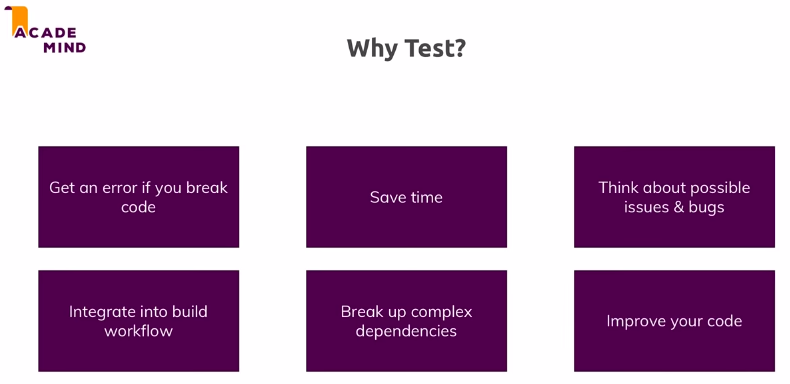 ACADE
MIND
Why Test?
Get an error if you break
code
Save time
Think about possible
issues & bugs
Integrate into build
workflow
Break up complex
dependencies
Improve your code